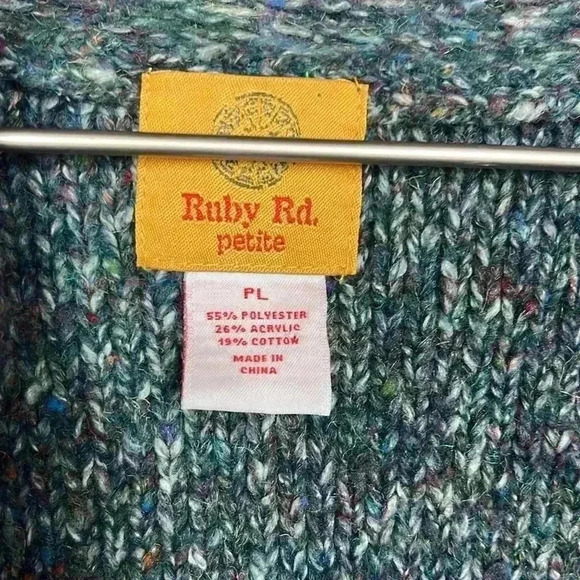 Ruby Rd.
petite
PL
55% POLYESTER
26% ACRYLIC
19% COTTON
MADE IN
CHINA